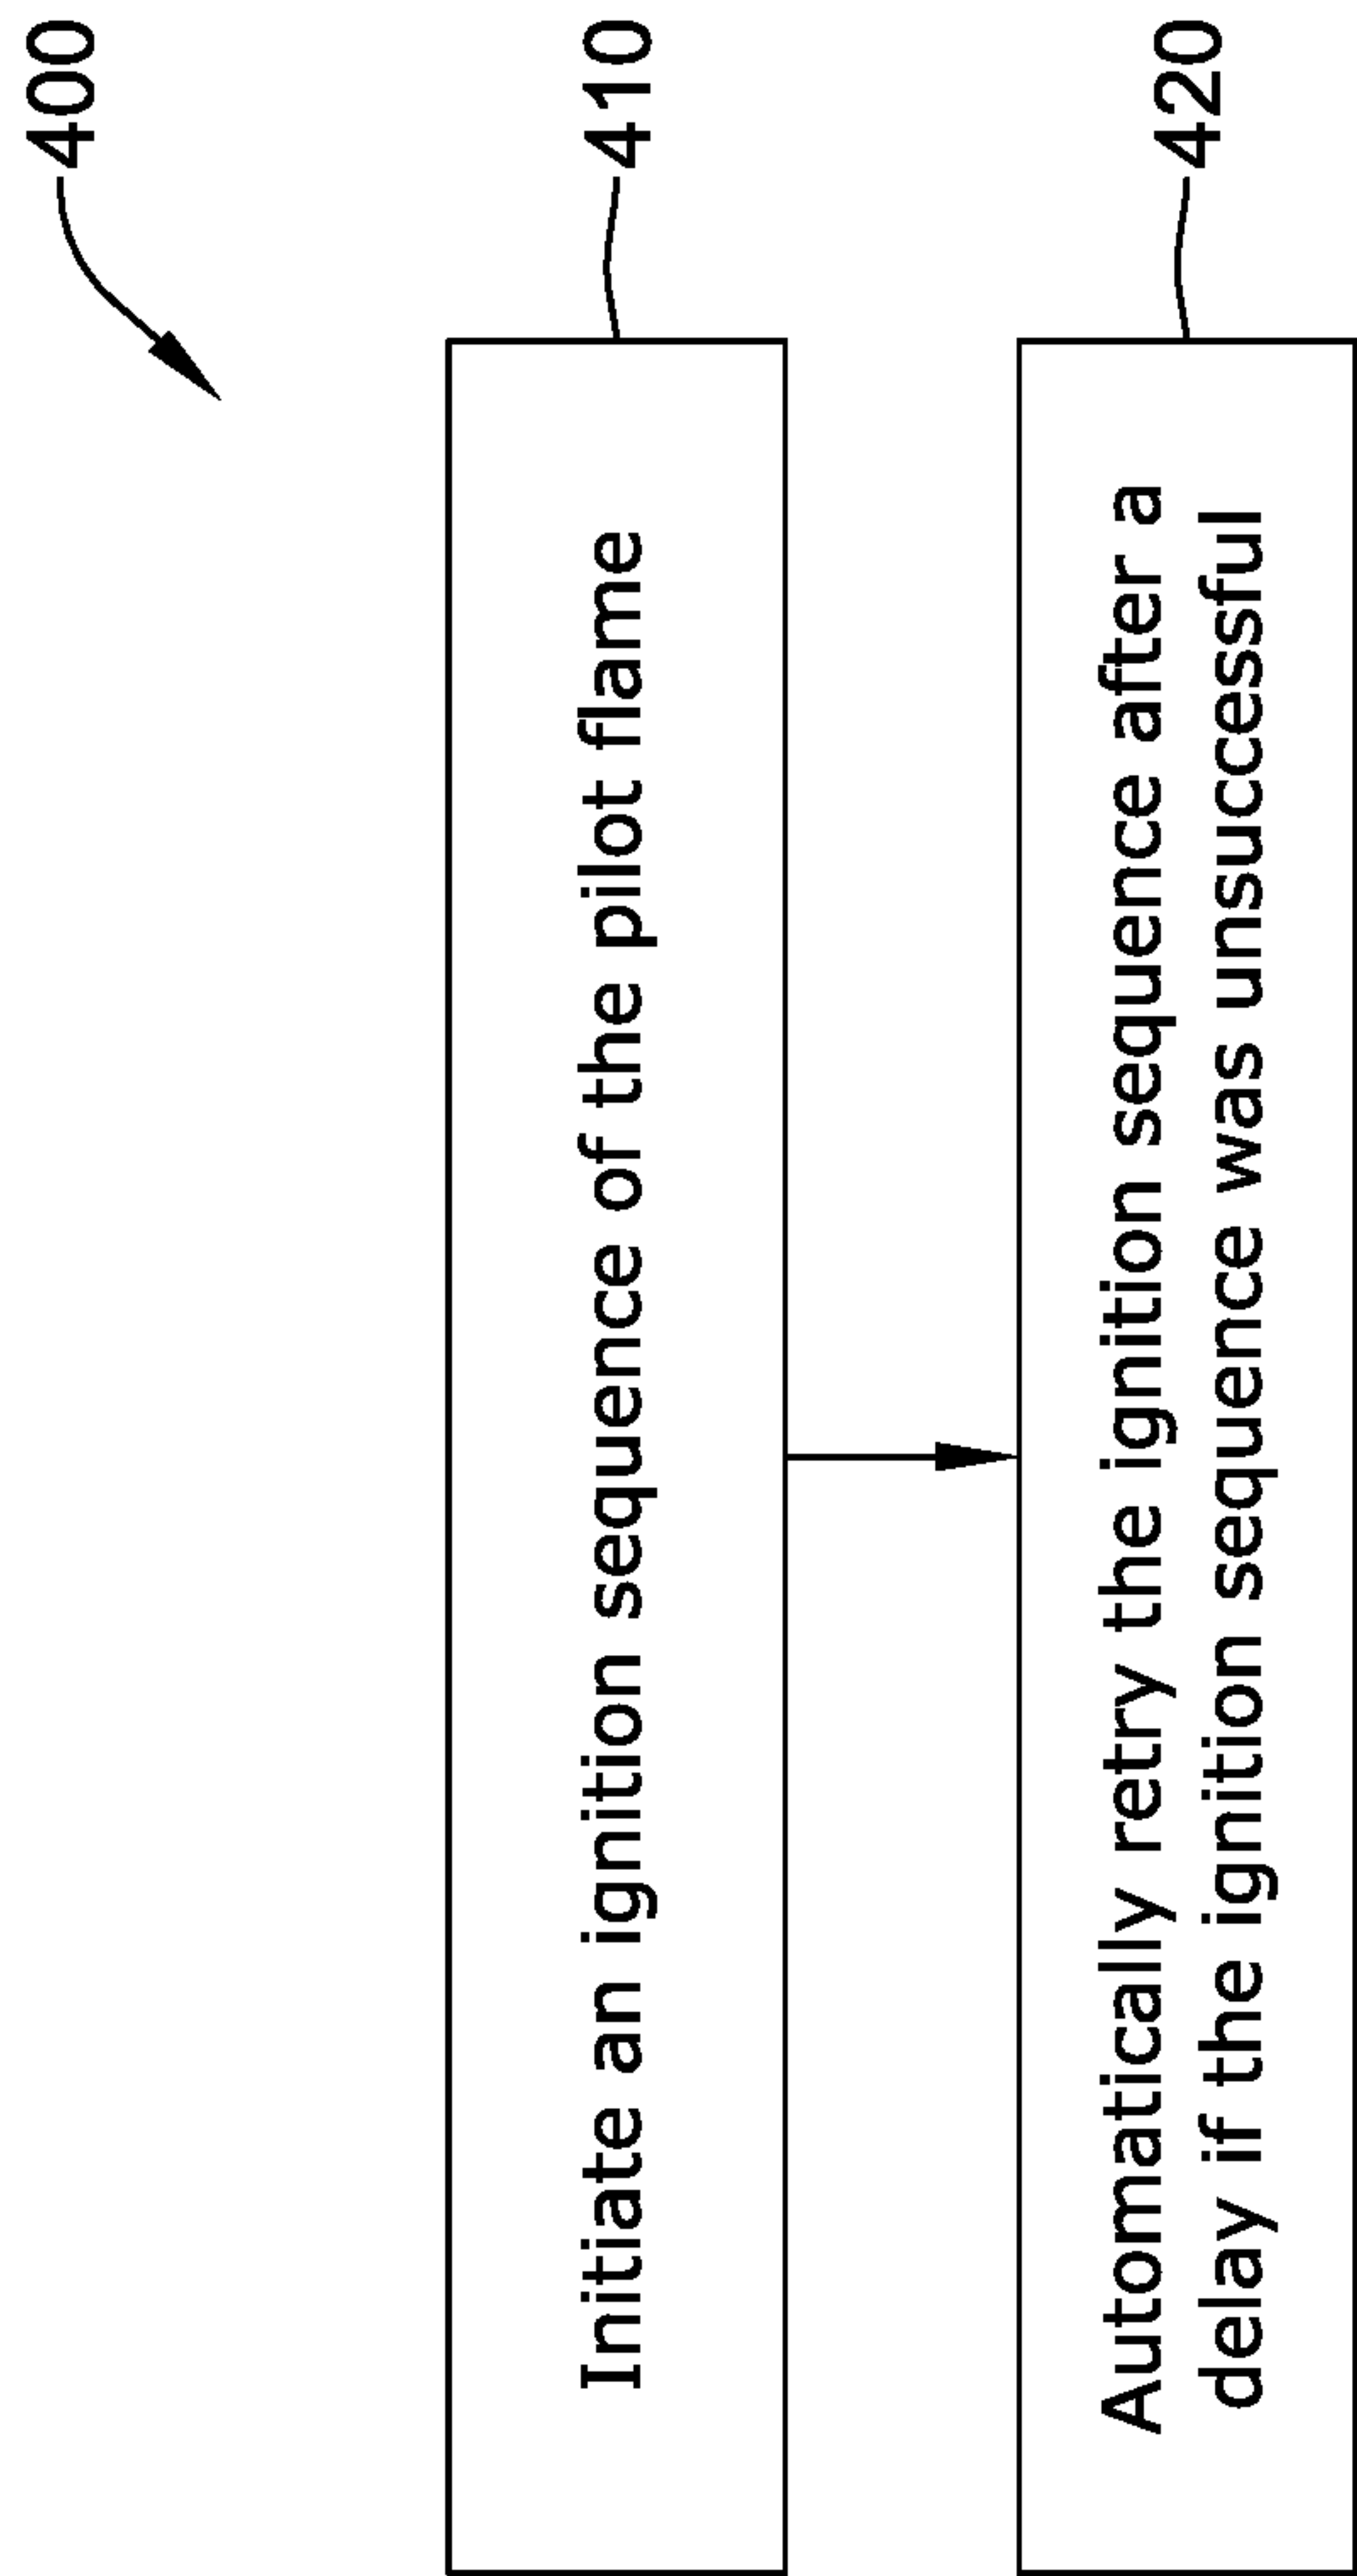 400
Initiate an ignition sequence of the pilot flame
410
Automatically retry the ignition sequence after a
delay if the ignition sequence was unsuccessful
420